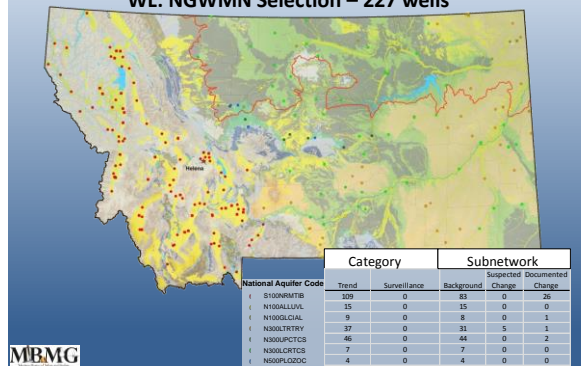 WL: NGWMN Selection – 227 wells
Helena
Category Subnetwork
National Aquifer Code Trend Surveillance Background Suspected Change Documented Change
S100NRMTIB 109 0 83 0 26
N100ALLUVL 15 0 15 0 0
N100GLCIAL 9 0 8 0 1
N300LTRTRY 37 0 31 5 1
N300UPCTCS 46 0 44 0 2
N300LCRTCS 7 0 7 0 0
N500PLOZOC 4 0 4 0 0
MBMG